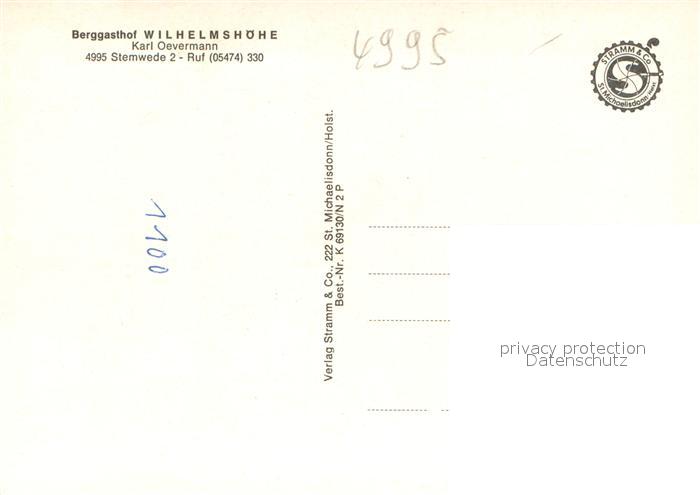 Berggasthof WILHELMSHÖHE
Karl Oevermann
4995 Stemwede 2 - Ruf (05474) 330
4995
STRAMM & Co
St. Michaelisdonn Holst.
Verlag Stramm & Co., 222 St. Michaelisdonn/Holst.
Best.-Nr. K 69130/N 2 P
1100
privacy protection
Datenschutz